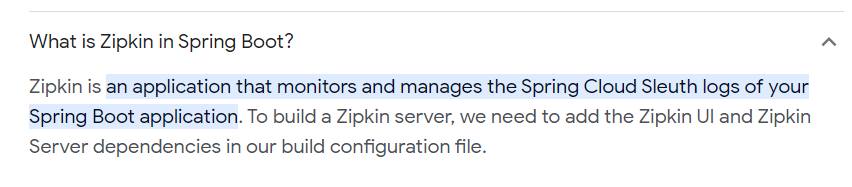 What is Zipkin in Spring Boot?
Zipkin is an application that monitors and manages the Spring Cloud Sleuth logs of your
Spring Boot application. To build a Zipkin server, we need to add the Zipkin UI and Zipkin
Server dependencies in our build configuration file.